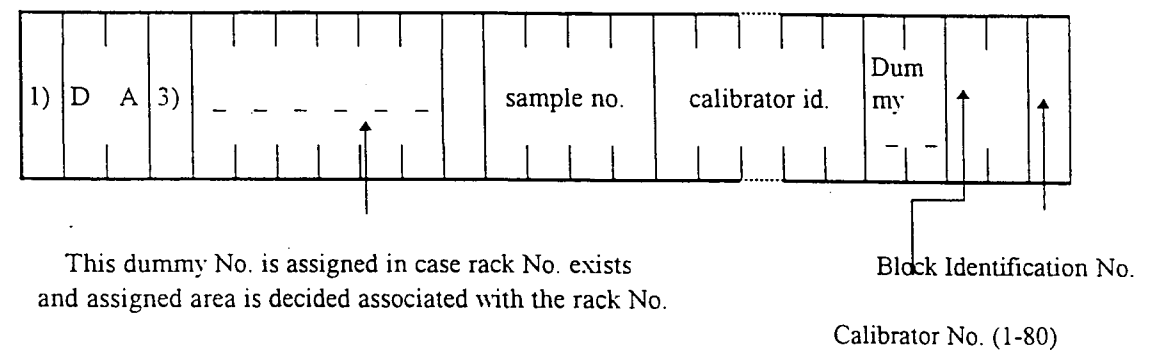 1) D A 3) _ _ _ _ _ _ sample no. calibrator id. Dum
my
_ _
This dummy No. is assigned in case rack No. exists
and assigned area is decided associated with the rack No.
Block Identification No.
Calibrator No. (1-80)